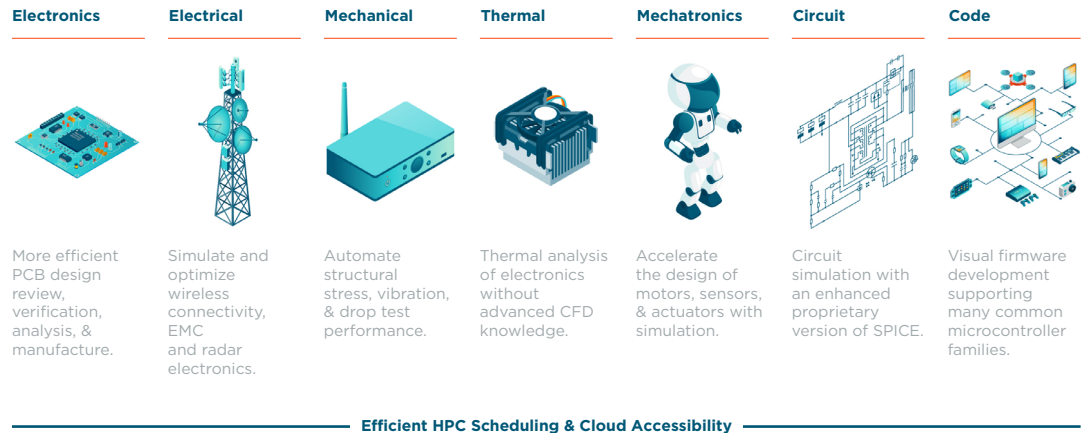 Electronics
More efficient
PCB design
review,
verification,
analysis, &
manufacture.
Electrical
Simulate and
optimize
wireless
connectivity,
EMC
and radar
electronics.
Mechanical
Automate
structural
stress, vibration,
& drop test
performance.
Thermal
Thermal analysis
of electronics
without
advanced CFD
knowledge.
Mechatronics
Accelerate
the design of
motors, sensors,
& actuators with
simulation.
Circuit
Circuit
simulation with
an enhanced
proprietary
version of SPICE.
Code
Visual firmware
development
supporting
many common
microcontroller
families.
Efficient HPC Scheduling & Cloud Accessibility